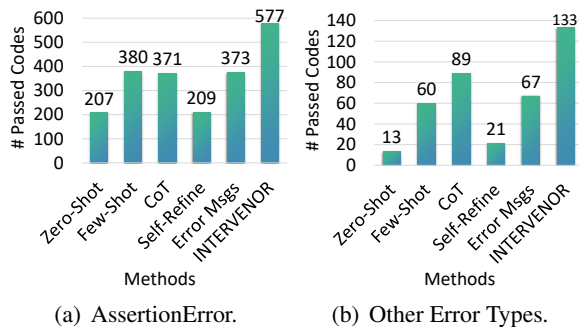 # Passed Codes
600
500
400
300
200
100
0
207
380
371
209
373
577
Zero-Shot
Few-Shot
CoT
Self-Refine
Error Msgs
INTERVENOR
Methods
(a) AssertionError.
# Passed Codes
140
120
100
80
60
40
20
0
13
60
89
21
67
133
Zero-Shot
Few-Shot
CoT
Self-Refine
Error Msgs
INTERVENOR
Methods
(b) Other Error Types.